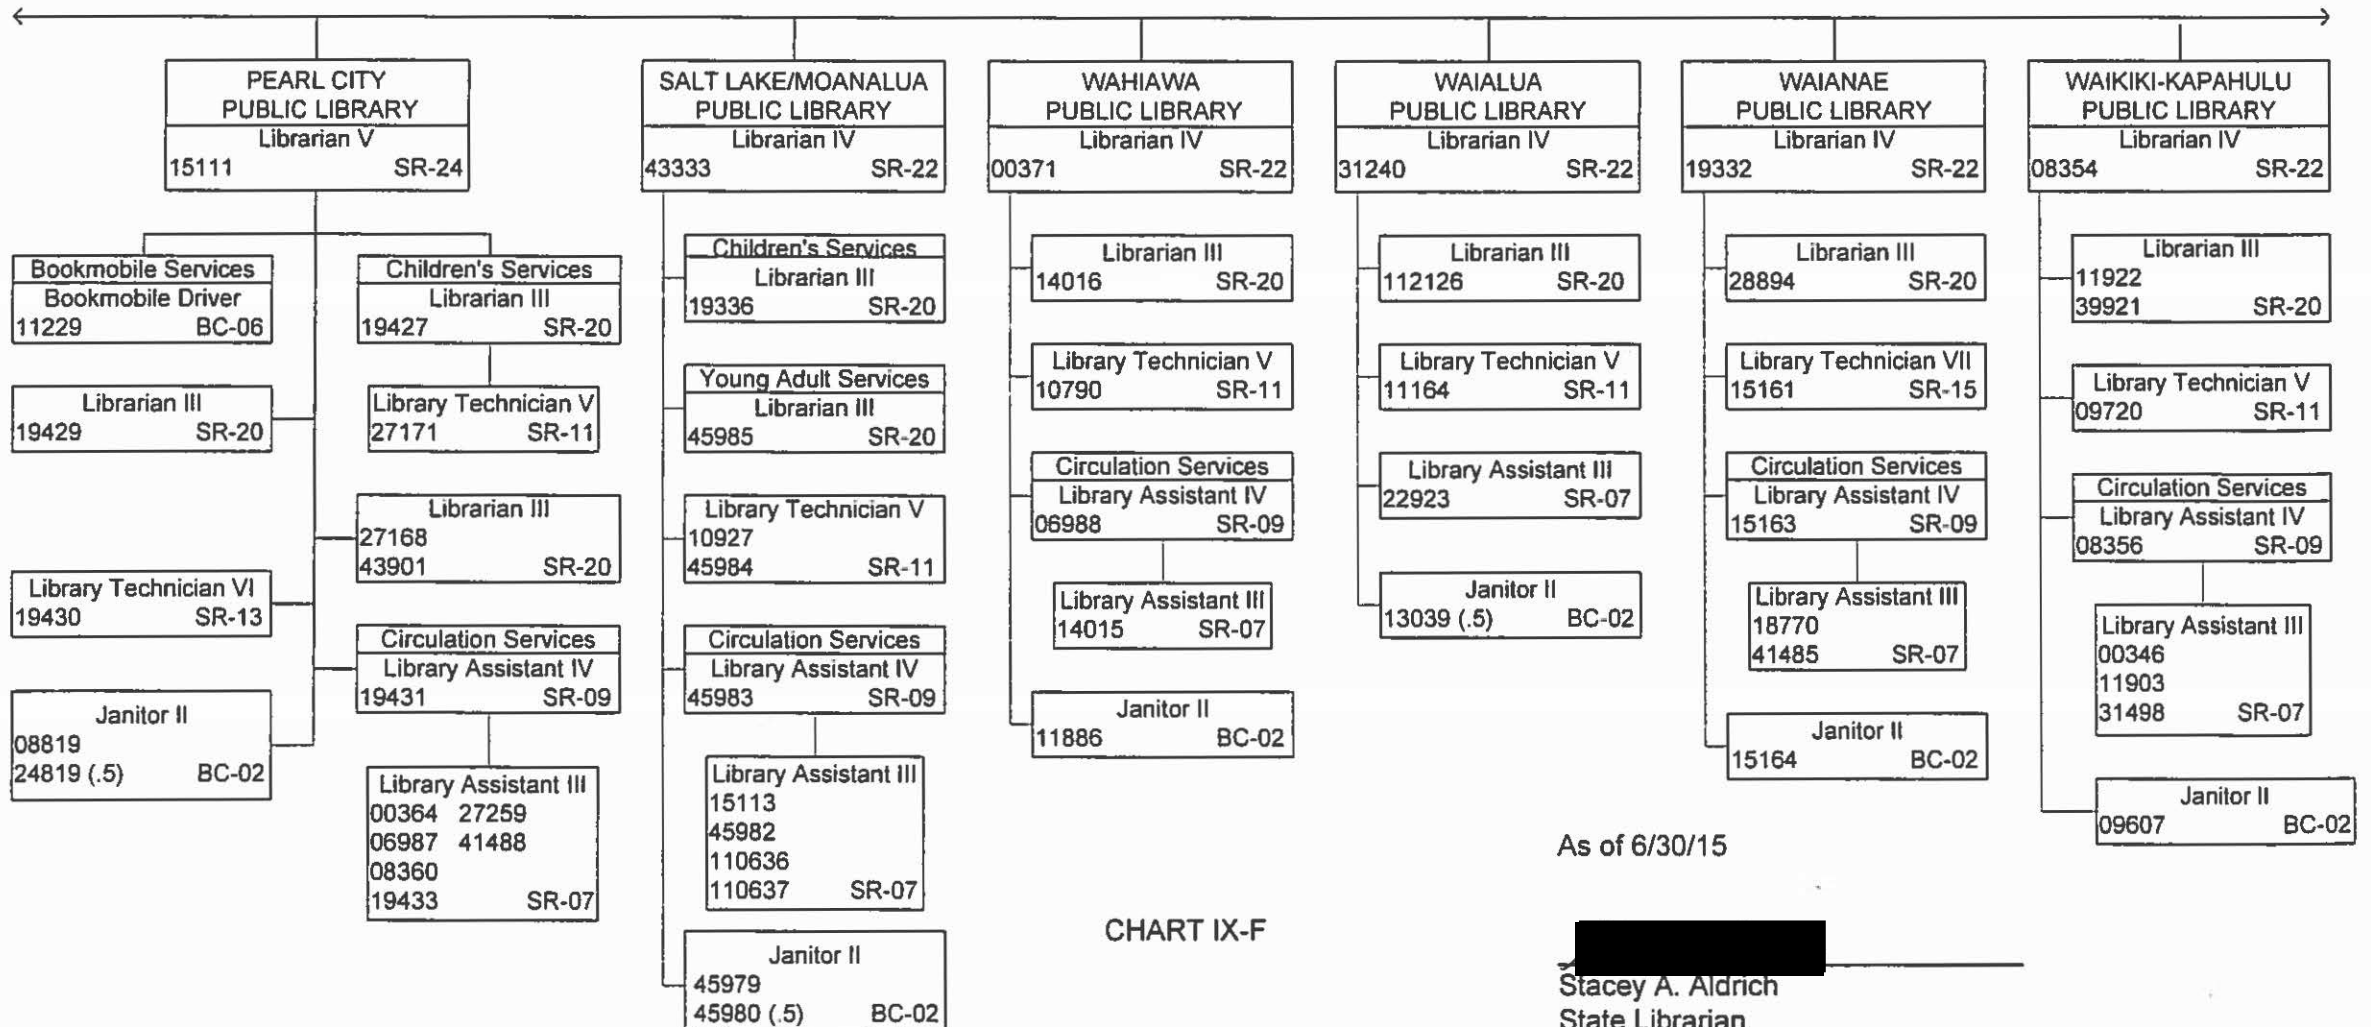 PEARL CITY
PUBLIC LIBRARY
Librarian V
15111 SR-24
Bookmobile Services
Bookmobile Driver
11229 BC-06
Children's Services
Librarian III
19427 SR-20
Library Technician V
27171 SR-11
Librarian III
19429 SR-20
Librarian III
27168
43901 SR-20
Library Technician VI
19430 SR-13
Circulation Services
Library Assistant IV
19431 SR-09
Library Assistant III
00364 27259
06987 41488
08360
19433 SR-07
Janitor II
08819
24819 (.5) BC-02
SALT LAKE/MOANALUA
PUBLIC LIBRARY
Librarian IV
43333 SR-22
Children's Services
Librarian III
19336 SR-20
Young Adult Services
Librarian III
45985 SR-20
Library Technician V
10927
45984 SR-11
Circulation Services
Library Assistant IV
45983 SR-09
Library Assistant III
15113
45982
110636
110637 SR-07
Janitor II
45979
45980 (.5) BC-02
WAHIAWA
PUBLIC LIBRARY
Librarian IV
00371 SR-22
Librarian III
14016 SR-20
Library Technician V
10790 SR-11
Circulation Services
Library Assistant IV
06988 SR-09
Library Assistant III
14015 SR-07
Janitor II
11886 BC-02
WAIALUA
PUBLIC LIBRARY
Librarian IV
31240 SR-22
Librarian III
112126 SR-20
Library Technician V
11164 SR-11
Library Assistant III
22923 SR-07
Janitor II
13039 (.5) BC-02
WAIANAE
PUBLIC LIBRARY
Librarian IV
19332 SR-22
Librarian III
28894 SR-20
Library Technician VII
15161 SR-15
Circulation Services
Library Assistant IV
15163 SR-09
Library Assistant III
18770
41485 SR-07
Janitor II
15164 BC-02
WAIKIKI-KAPAHULU
PUBLIC LIBRARY
Librarian IV
08354 SR-22
Librarian III
11922
39921 SR-20
Library Technician V
09720 SR-11
Circulation Services
Library Assistant IV
08356 SR-09
Library Assistant III
00346
11903
31498 SR-07
Janitor II
09607 BC-02
As of 6/30/15
CHART IX-F
Stacey A. Aldrich
State Librarian